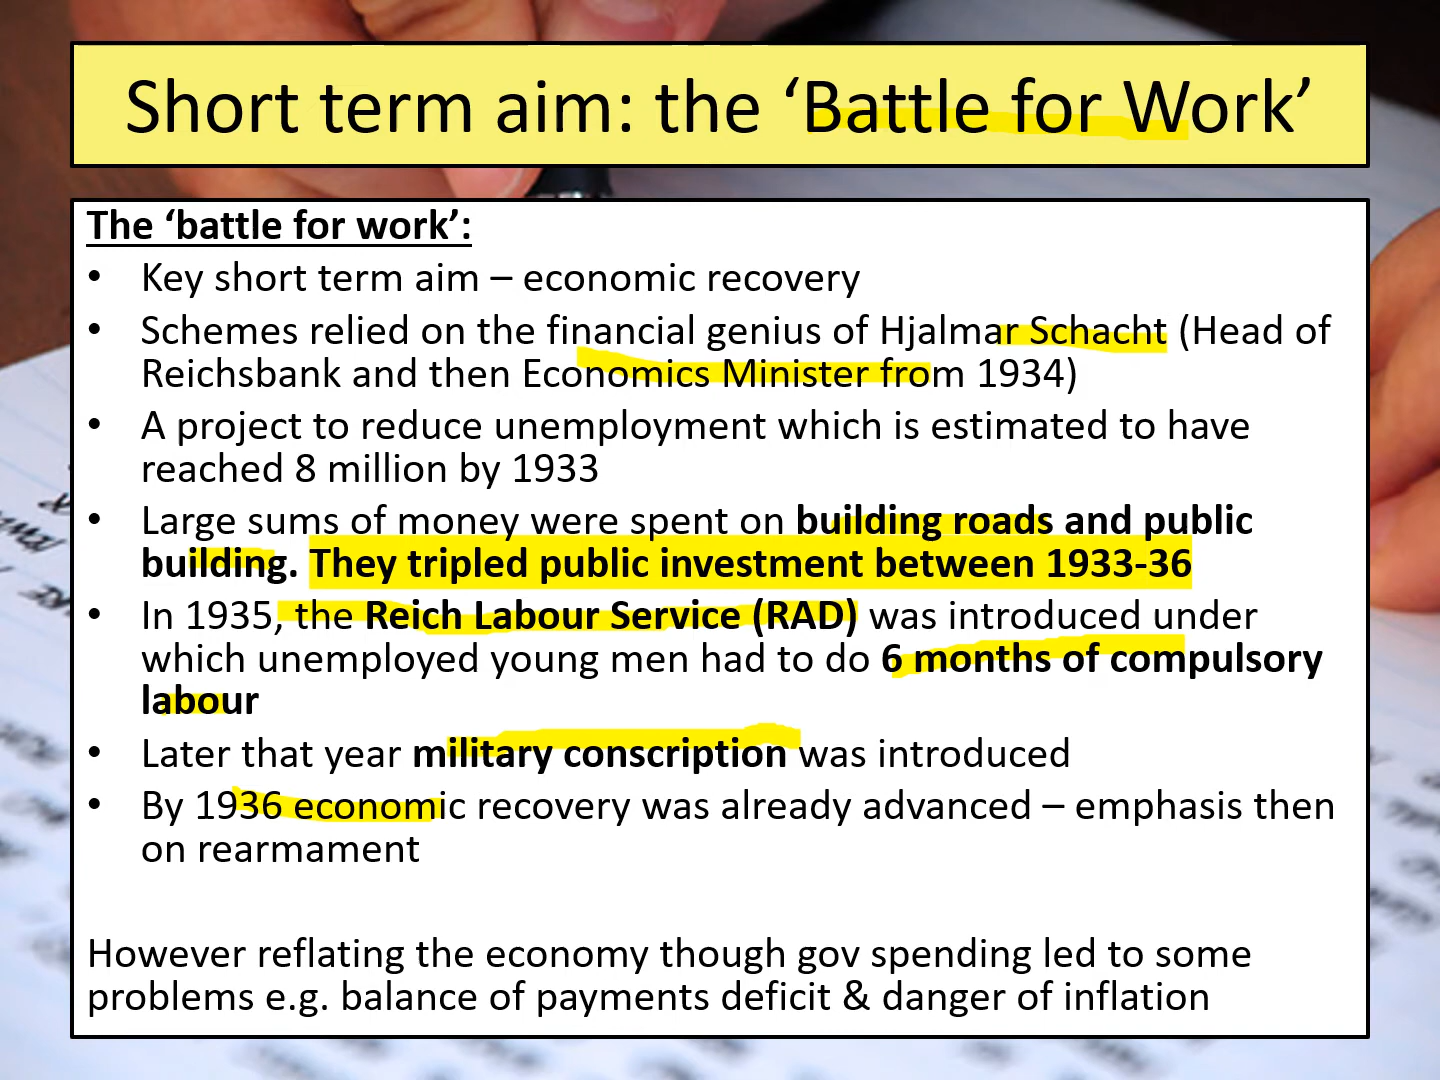 Short term aim: the ‘Battle for Work’
The ‘battle for work’:
• Key short term aim – economic recovery
• Schemes relied on the financial genius of Hjalmar Schacht (Head of
Reichsbank and then Economics Minister from 1934)
• A project to reduce unemployment which is estimated to have
reached 8 million by 1933
• Large sums of money were spent on building roads and public
building. They tripled public investment between 1933-36
• In 1935, the Reich Labour Service (RAD) was introduced under
which unemployed young men had to do 6 months of compulsory
labour
• Later that year military conscription was introduced
• By 1936 economic recovery was already advanced – emphasis then
on rearmament
However reflating the economy though gov spending led to some
problems e.g. balance of payments deficit & danger of inflation